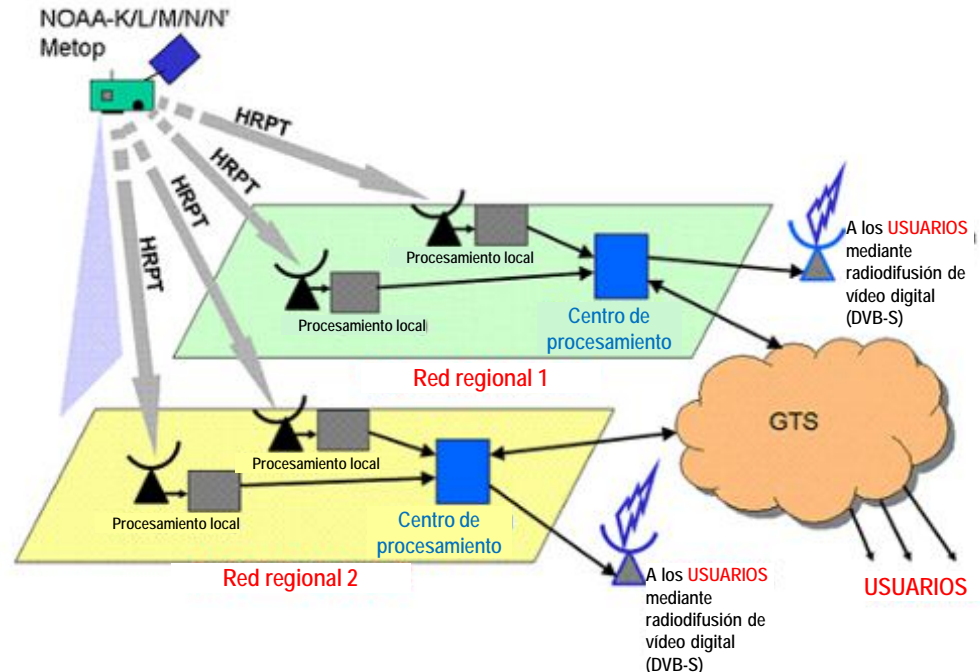 NOAA-K/L/M/N/N'
Metop
HRPT
HRPT
HRPT
HRPT
Procesamiento local
Procesamiento local
Centro de
procesamiento
Red regional 1
A los USUARIOS
mediante
radiodifusión de
vídeo digital
(DVB-S)
GTS
Procesamiento local
Procesamiento local
Centro de
procesamiento
Red regional 2
A los USUARIOS
mediante
radiodifusión de
vídeo digital
(DVB-S)
USUARIOS